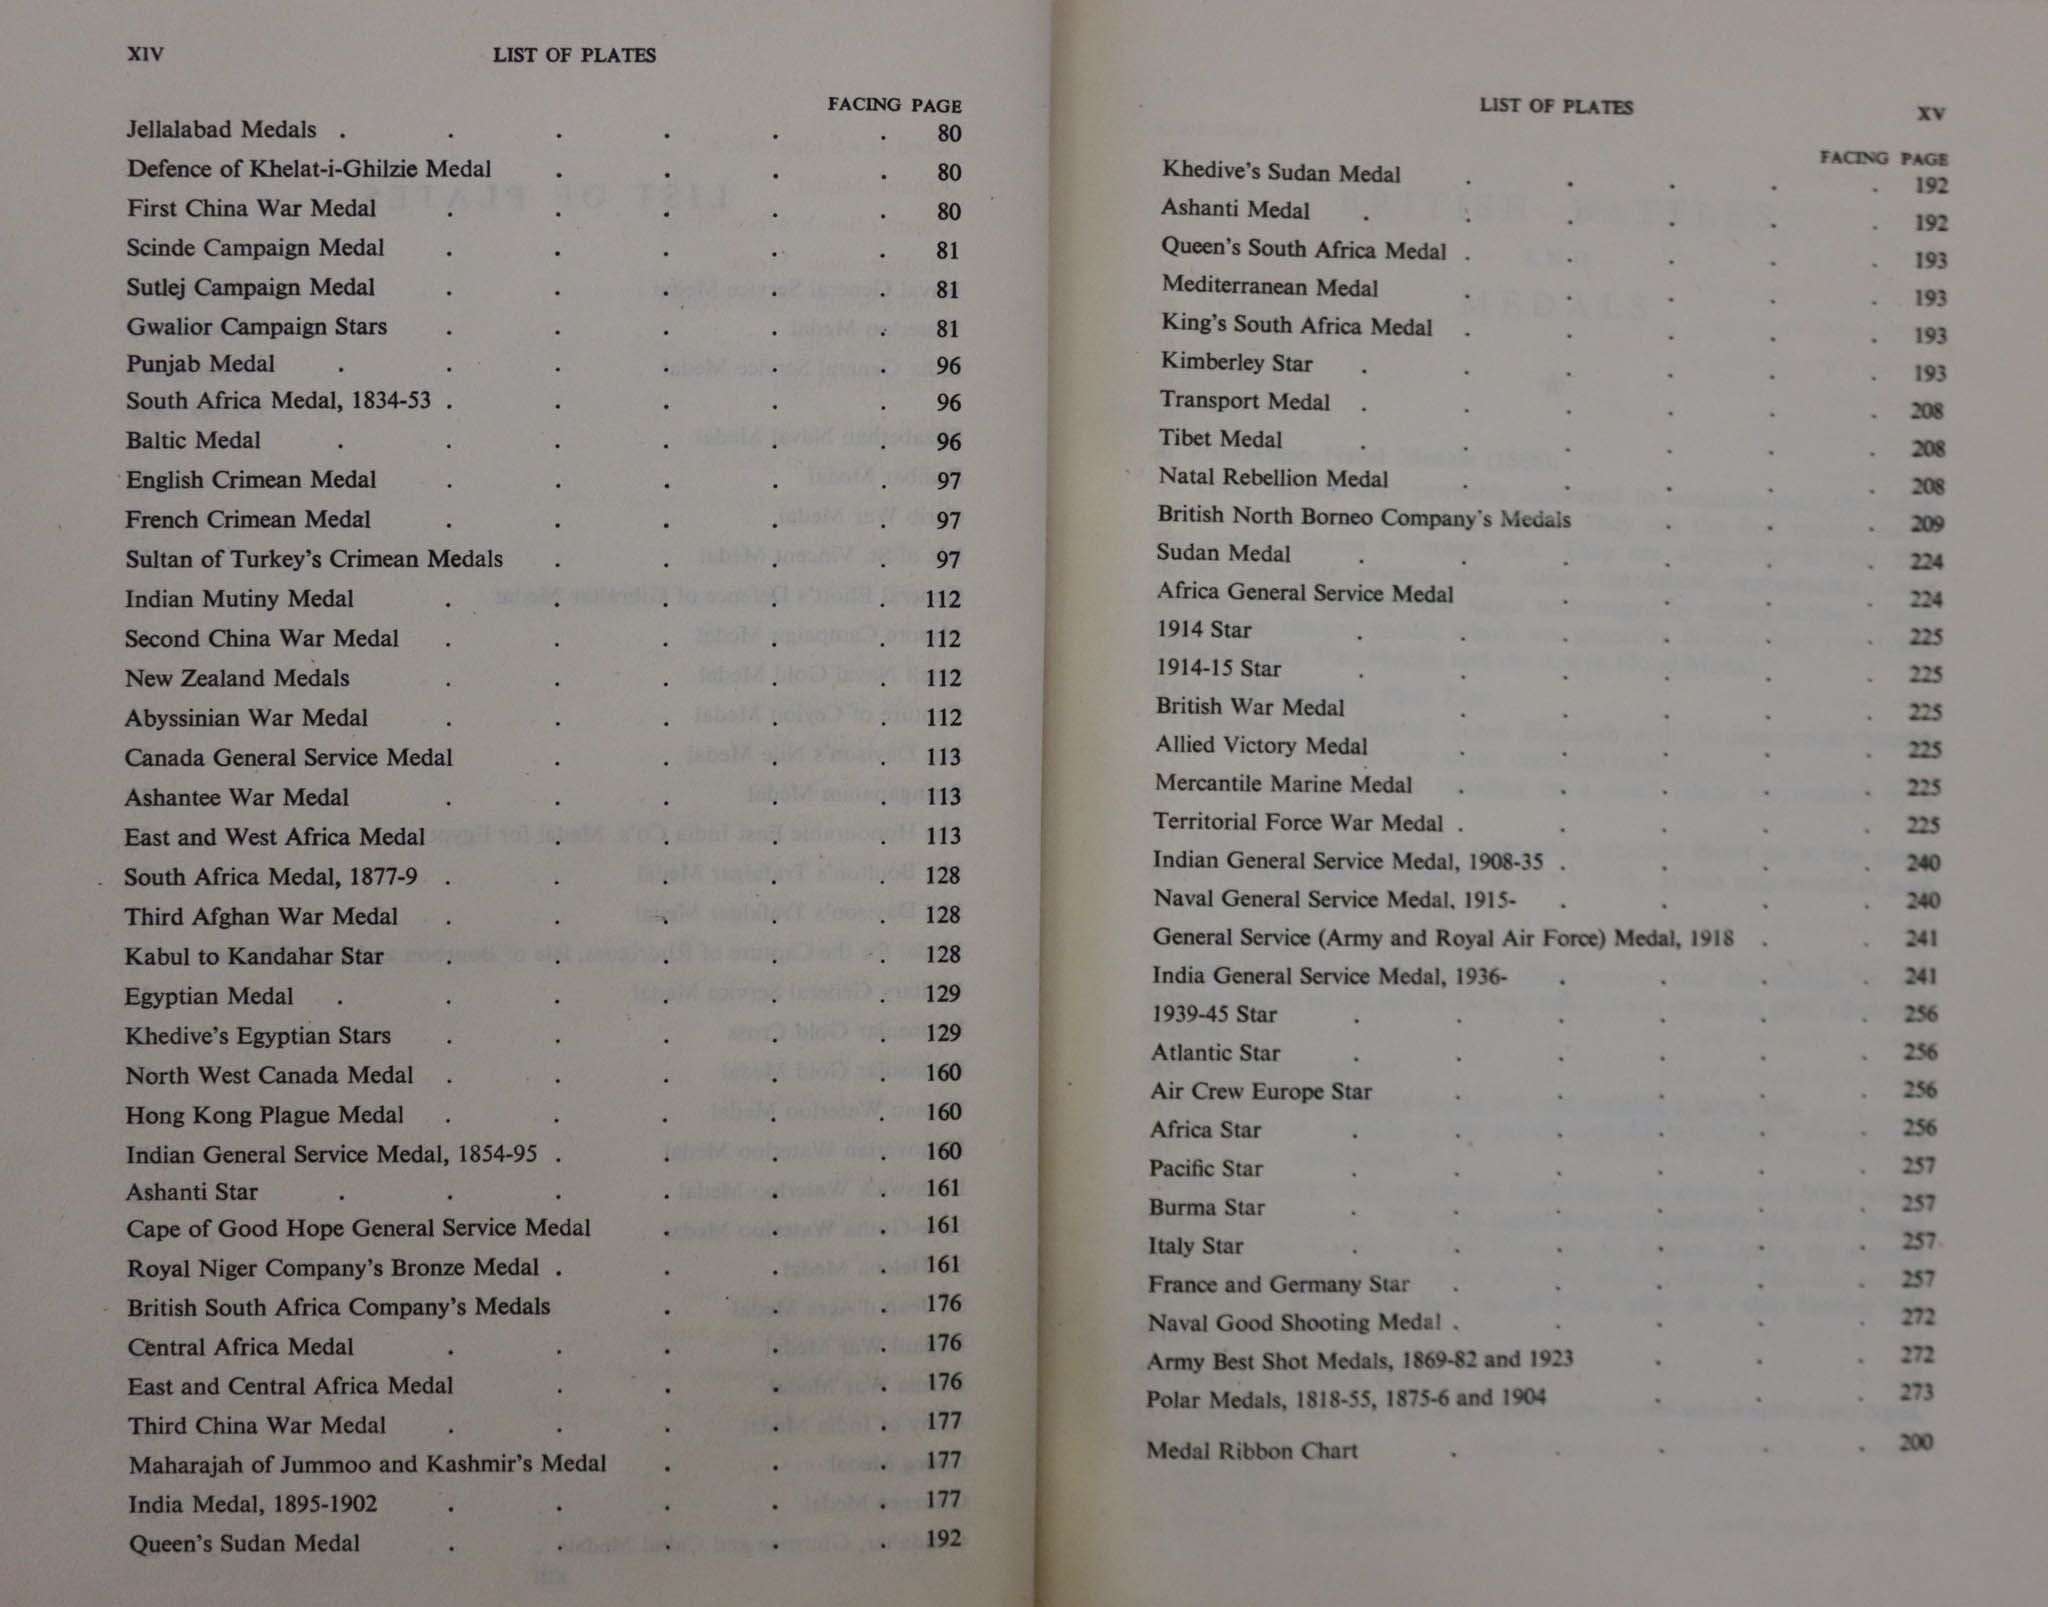 XIV LIST OF PLATES
FACING PAGE
Jellalabad Medals . . . . . . 80
Defence of Khelat-i-Ghilzie Medal . . . . 80
First China War Medal . . . . . 80
Scinde Campaign Medal . . . . . 81
Sutlej Campaign Medal . . . . . 81
Gwalior Campaign Stars . . . . . 81
Punjab Medal . . . . . . 96
South Africa Medal, 1834-53 . . . . . 96
Baltic Medal . . . . . . 96
English Crimean Medal . . . . . 97
French Crimean Medal . . . . . 97
Sultan of Turkey's Crimean Medals . . . . 97
Indian Mutiny Medal . . . . . 112
Second China War Medal . . . . . 112
New Zealand Medals . . . . . 112
Abyssinian War Medal . . . . . 112
Canada General Service Medal . . . . 113
Ashantee War Medal . . . . . 113
East and West Africa Medal . . . . 113
South Africa Medal, 1877-9 . . . . . 128
Third Afghan War Medal . . . . . 128
Kabul to Kandahar Star . . . . . 128
Egyptian Medal . . . . . . 129
Khedive's Egyptian Stars . . . . . 129
North West Canada Medal . . . . . 160
Hong Kong Plague Medal . . . . . 160
Indian General Service Medal, 1854-95 . . . . 160
Ashanti Star . . . . . . 161
Cape of Good Hope General Service Medal . . . 161
Royal Niger Company's Bronze Medal . . . . 161
British South Africa Company's Medals . . . 176
Central Africa Medal . . . . . 176
East and Central Africa Medal . . . . 176
Third China War Medal . . . . . 177
Maharajah of Jummoo and Kashmir's Medal . . . 177
India Medal, 1895-1902 . . . . . 177
Queen's Sudan Medal . . . . . 192
LIST OF PLATES XV
FACING PAGE
Khedive's Sudan Medal . . . . . 192
Ashanti Medal . . . . . . 192
Queen's South Africa Medal . . . . . 193
Mediterranean Medal . . . . . 193
King's South Africa Medal . . . . . 193
Kimberley Star . . . . . . 193
Transport Medal . . . . . . 208
Tibet Medal . . . . . . 208
Natal Rebellion Medal . . . . . 208
British North Borneo Company's Medals . . . 209
Sudan Medal . . . . . . 224
Africa General Service Medal . . . . 224
1914 Star . . . . . . 225
1914-15 Star . . . . . . 225
British War Medal . . . . . 225
Allied Victory Medal . . . . . 225
Mercantile Marine Medal . . . . . 225
Territorial Force War Medal . . . . . 225
Indian General Service Medal, 1908-35 . . . . 240
Naval General Service Medal, 1915- . . . . 240
General Service (Army and Royal Air Force) Medal, 1918 . . 241
India General Service Medal, 1936- . . . . 241
1939-45 Star . . . . . . 256
Atlantic Star . . . . . . 256
Air Crew Europe Star . . . . . 256
Africa Star . . . . . . 256
Pacific Star . . . . . . 257
Burma Star . . . . . . 257
Italy Star . . . . . . 257
France and Germany Star . . . . . 257
Naval Good Shooting Medal . . . . . 272
Army Best Shot Medals, 1869-82 and 1923 . . . 272
Polar Medals, 1818-55, 1875-6 and 1904 . . . 273
Medal Ribbon Chart . . . . . 200